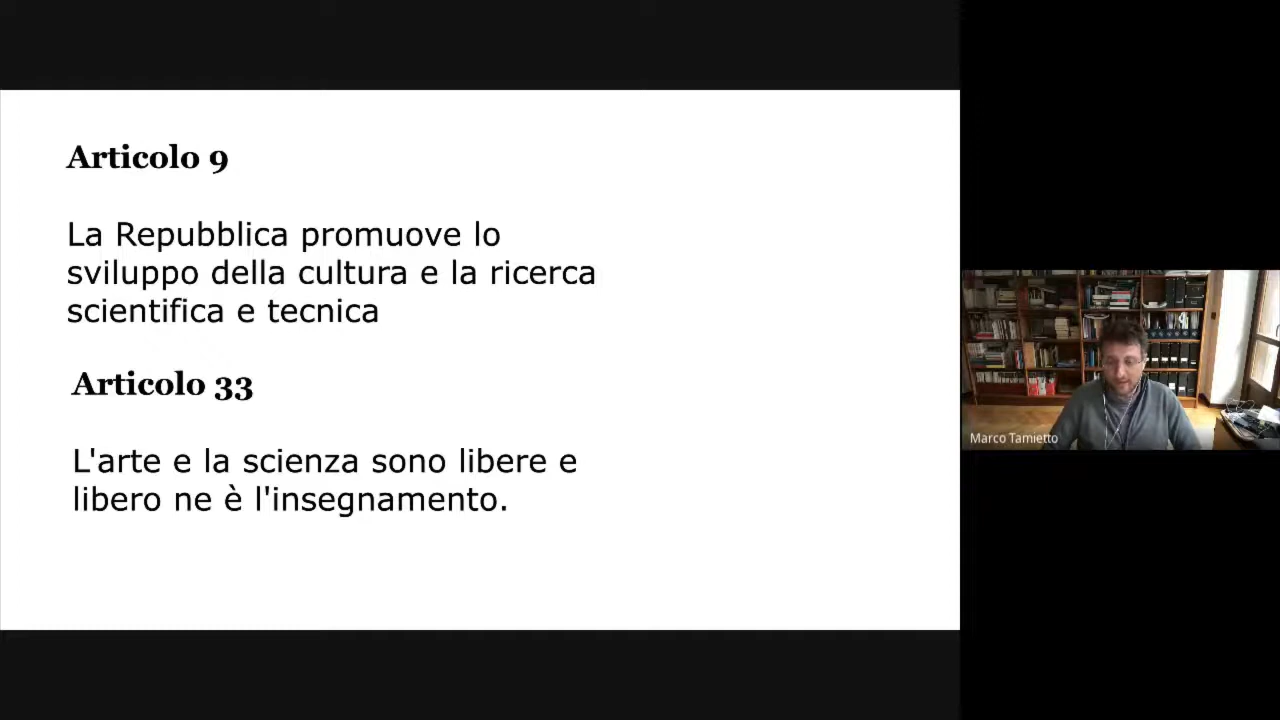 Articolo 9
La Repubblica promuove lo
sviluppo della cultura e la ricerca
scientifica e tecnica
Articolo 33
L'arte e la scienza sono libere e
libero ne è l'insegnamento.
Marco Tamietto